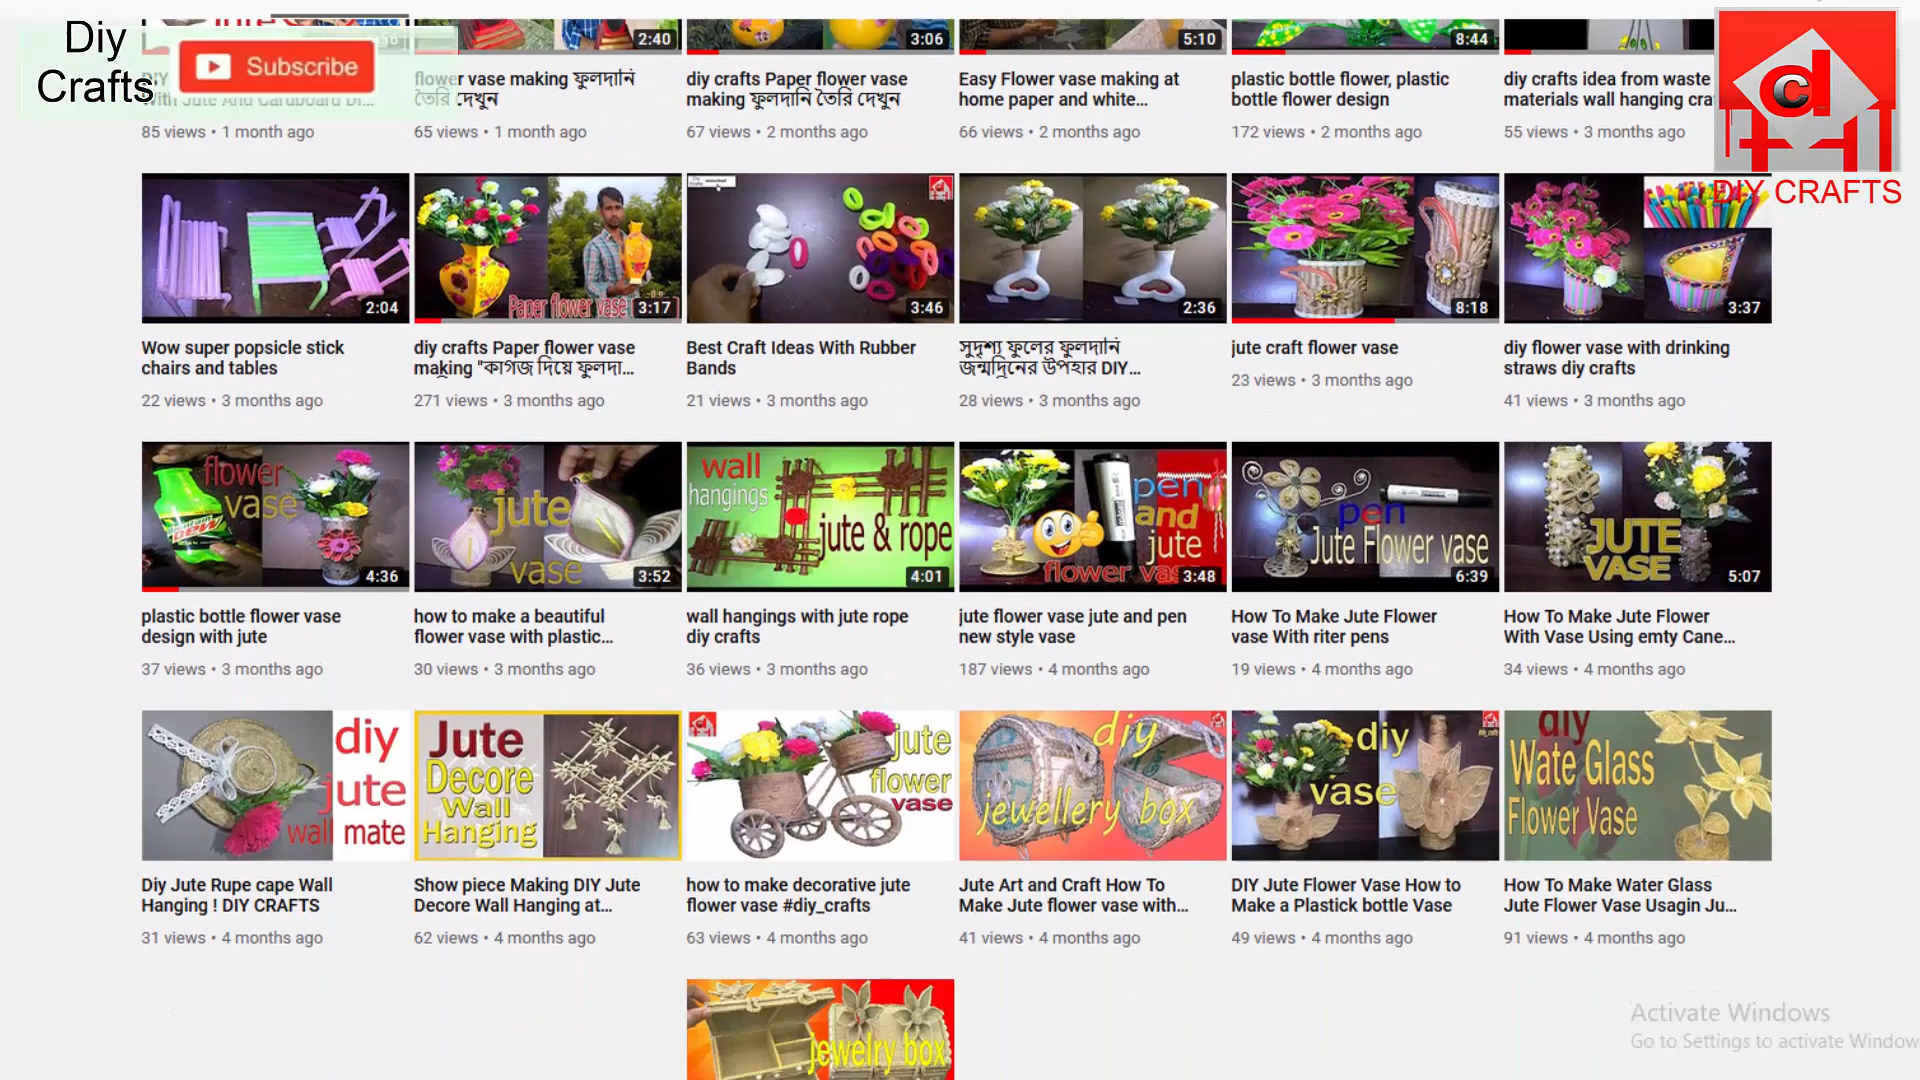 Diy
Crafts
Subscribe
2:40
3:06
5:10
8:44
flower vase making ফুলদানি
তৈরি দেখুন
diy crafts Paper flower vase
making ফুলদানি তৈরি দেখুন
Easy Flower vase making at
home paper and white...
plastic bottle flower, plastic
bottle flower design
diy crafts idea from waste
materials wall hanging cra
With Jute And Cardboard Di...
85 views • 1 month ago
65 views • 1 month ago
67 views • 2 months ago
66 views • 2 months ago
172 views • 2 months ago
55 views • 3 months ago
DIY CRAFTS
2:04
Paper flower vase
3:17
3:46
2:36
8:18
3:37
Wow super popsicle stick
chairs and tables
diy crafts Paper flower vase
making "কাগজ দিয়ে ফুলদা...
Best Craft Ideas With Rubber
Bands
সুদৃশ্য ফুলের ফুলদানি
জন্মদিনের উপহার DIY...
jute craft flower vase
diy flower vase with drinking
straws diy crafts
22 views • 3 months ago
271 views • 3 months ago
21 views • 3 months ago
28 views • 3 months ago
23 views • 3 months ago
41 views • 3 months ago
flower
vase
Mountain
Dew
4:36
jute
vase
3:52
wall
hangings
jute & rope
4:01
pen
and
jute
flower vase
3:48
pen
Jute Flower vase
6:39
JUTE
VASE
5:07
plastic bottle flower vase
design with jute
how to make a beautiful
flower vase with plastic...
wall hangings with jute rope
diy crafts
jute flower vase jute and pen
new style vase
How To Make Jute Flower
vase With riter pens
How To Make Jute Flower
With Vase Using emty Cane...
37 views • 3 months ago
30 views • 3 months ago
36 views • 3 months ago
187 views • 4 months ago
19 views • 4 months ago
34 views • 4 months ago
diy
jute
wall mate
Jute
Decore
Wall
Hanging
jute
flower
vase
diy
jewellery box
diy
vase
diy
Wate Glass
Flower Vase
Diy Jute Rupe cape Wall
Hanging ! DIY CRAFTS
Show piece Making DIY Jute
Decore Wall Hanging at...
how to make decorative jute
flower vase #diy_crafts
Jute Art and Craft How To
Make Jute flower vase with...
DIY Jute Flower Vase How to
Make a Plastick bottle Vase
How To Make Water Glass
Jute Flower Vase Usagin Ju...
31 views • 4 months ago
62 views • 4 months ago
63 views • 4 months ago
41 views • 4 months ago
49 views • 4 months ago
91 views • 4 months ago
jewelry box
Activate Windows
Go to Settings to activate Window